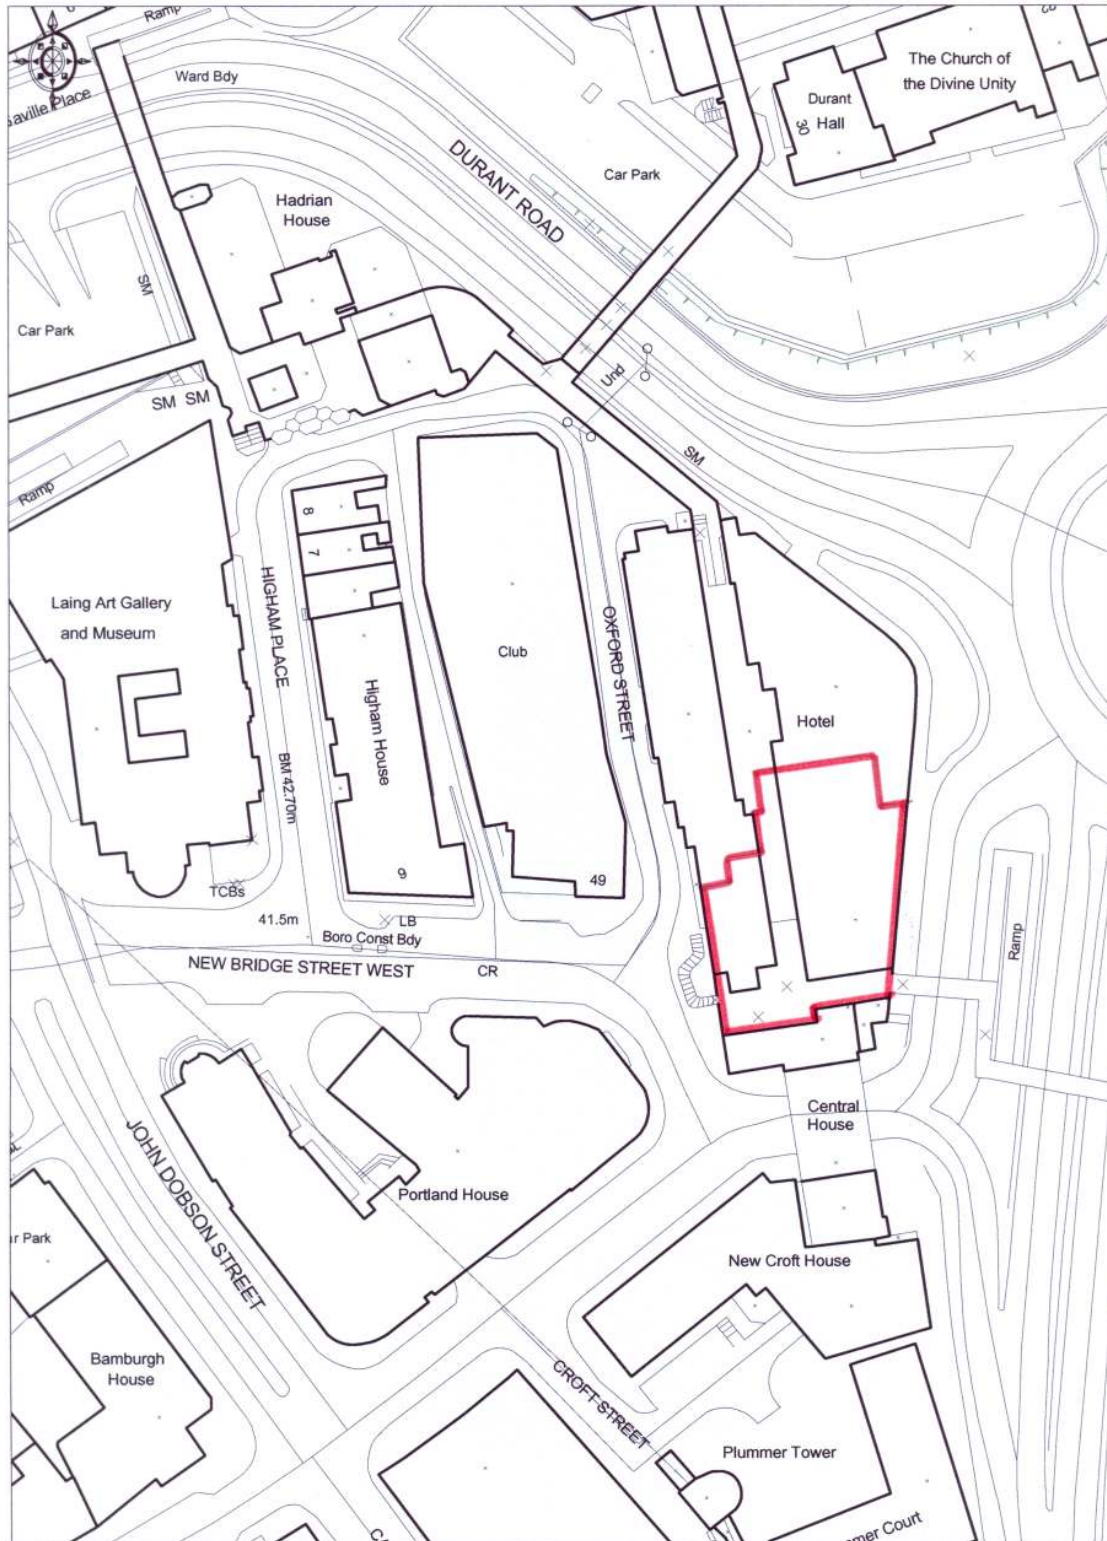 Ramp
Ward Bdy
The Church of
the Divine Unity
Durant
Hall
30
DURANT ROAD
Car Park
Hadrian
House
SM
Car Park
Und
SM SM
SM
Ramp
8
7
HIGHAM PLACE
OXFORD STREET
Laing Art Gallery
and Museum
Club
Higham House
Hotel
BM 42.70m
9
49
TCBs
41.5m
LB
Boro Const Bdy
NEW BRIDGE STREET WEST
CR
Ramp
Central
House
JOHN DOBSON STREET
Portland House
New Croft House
Bamburgh
House
CROFT STREET
Plummer Tower
Court